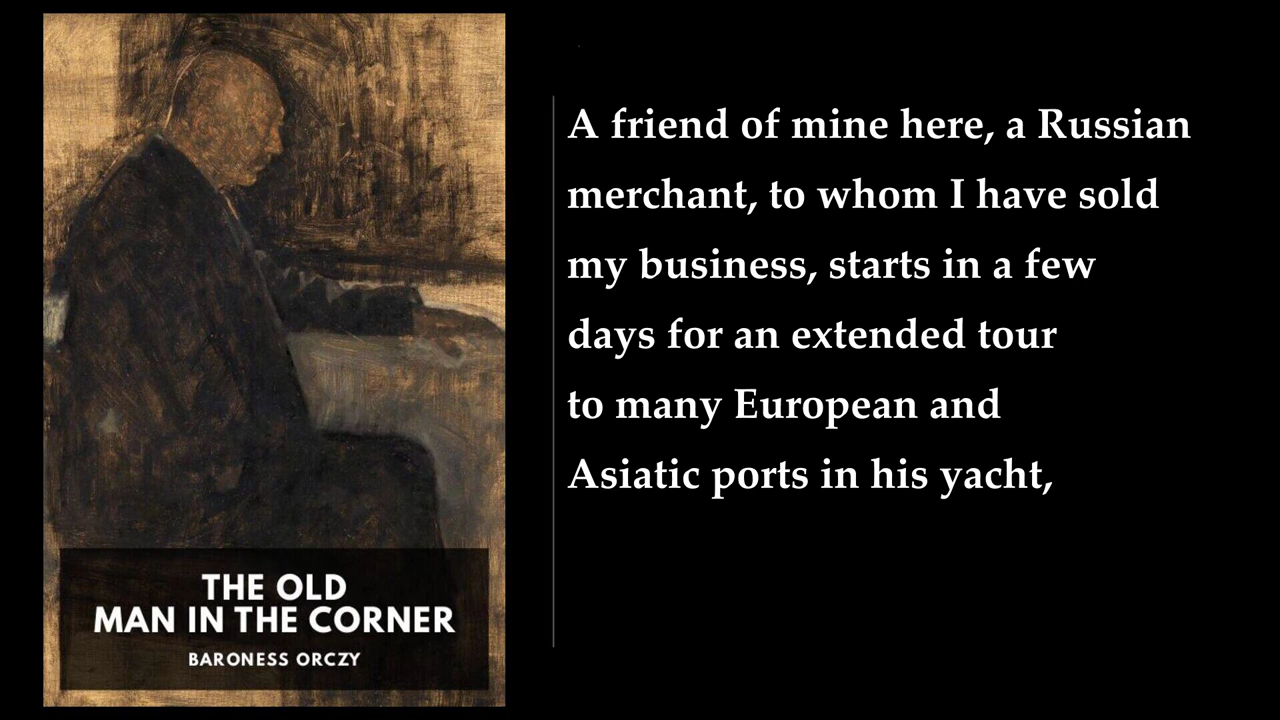 A friend of mine here, a Russian
merchant, to whom I have sold
my business, starts in a few
days for an extended tour
to many European and
Asiatic ports in his yacht,
THE OLD
MAN IN THE CORNER
BARONESS ORCZY